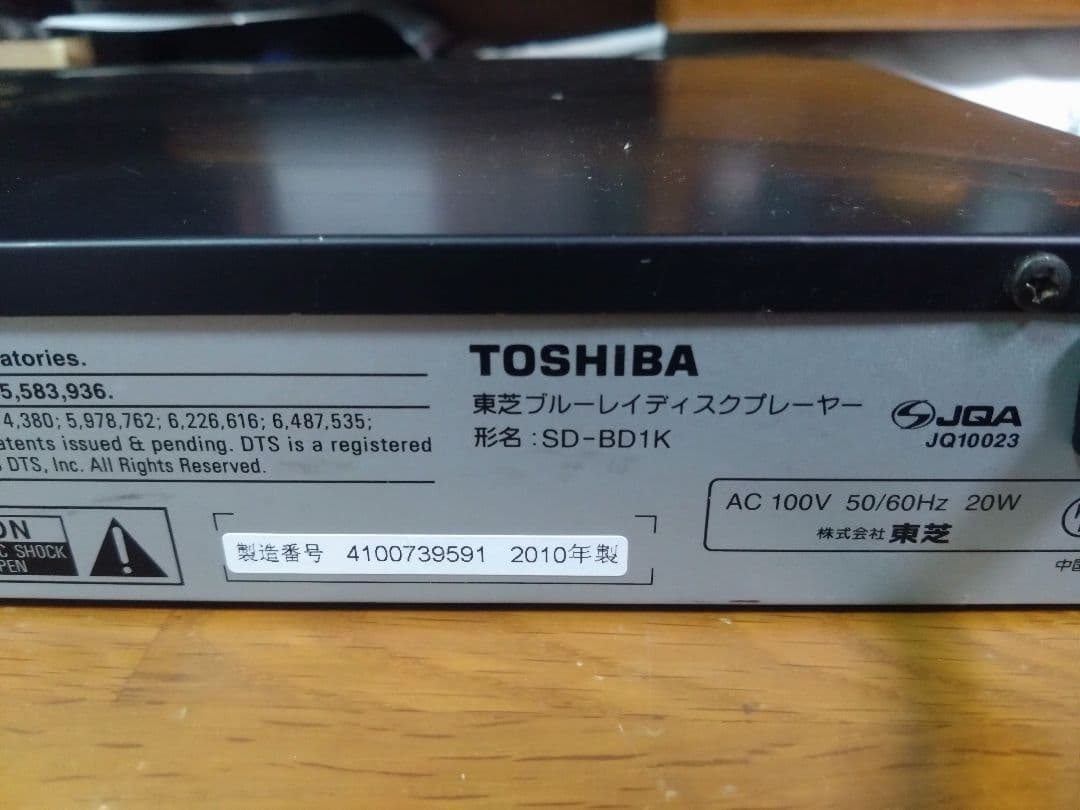 atories.
5,583,936.
4,380; 5,978,762; 6,226,616; 6,487,535;
atents issued & pending. DTS is a registered
DTS, Inc. All Rights Reserved.
ON
C SHOCK
PEN
TOSHIBA
東芝ブルーレイディスクプレーヤー
形名：SD-BD1K
JQA
JQ10023
AC 100V 50/60Hz 20W
株式会社 東芝
中国
製造番号 4100739591 2010年製